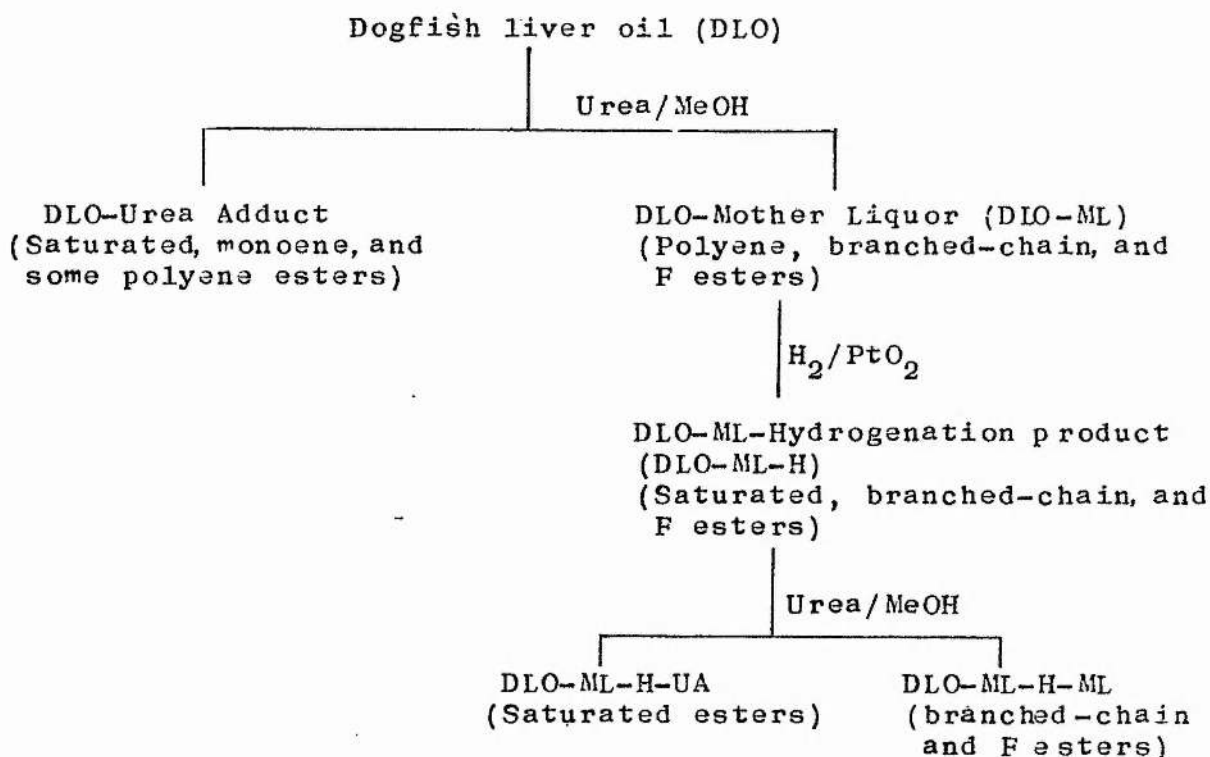 Dogfish liver oil (DLO)
Urea/MeOH
DLO-Urea Adduct
(Saturated, monoene, and
some polyene esters)
DLO-Mother Liquor (DLO-ML)
(Polyene, branched-chain, and
F esters)
H₂/PtO₂
DLO-ML-Hydrogenation product
(DLO-ML-H)
(Saturated, branched-chain, and
F esters)
Urea/MeOH
DLO-ML-H-UA
(Saturated esters)
DLO-ML-H-ML
(branched-chain
and F esters)